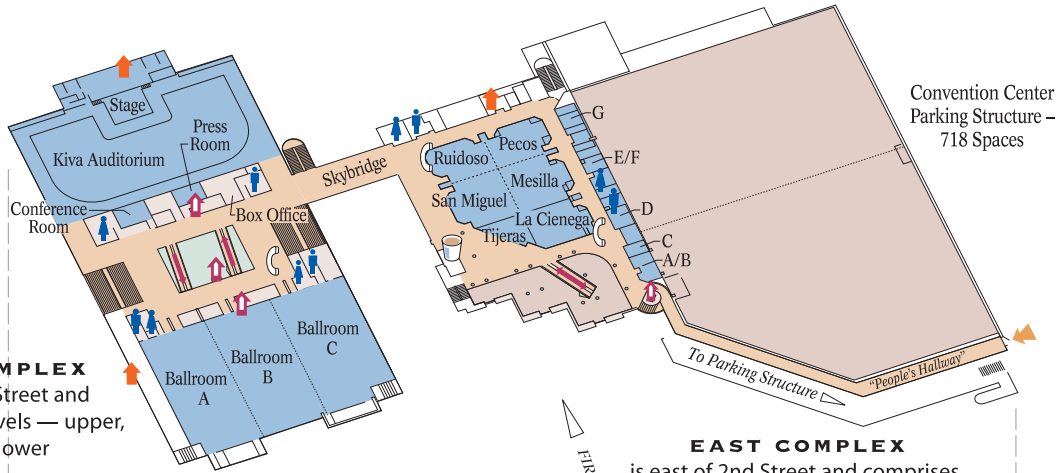 Stage
Press
Room
Kiva Auditorium
Conference
Room
Box Office
Skybridge
Ballroom
A
Ballroom
B
Ballroom
C
MPLEX
Street and
vels — upper,
ower
Ruidoso
Pecos
Mesilla
San Miguel
La Cienega
Tijeras
G
E/F
D
C
A/B
Convention Center
Parking Structure –
718 Spaces
To Parking Structure
"People's Hallway"
FIR
EAST COMPLEX
is east of 2nd Street and comprises